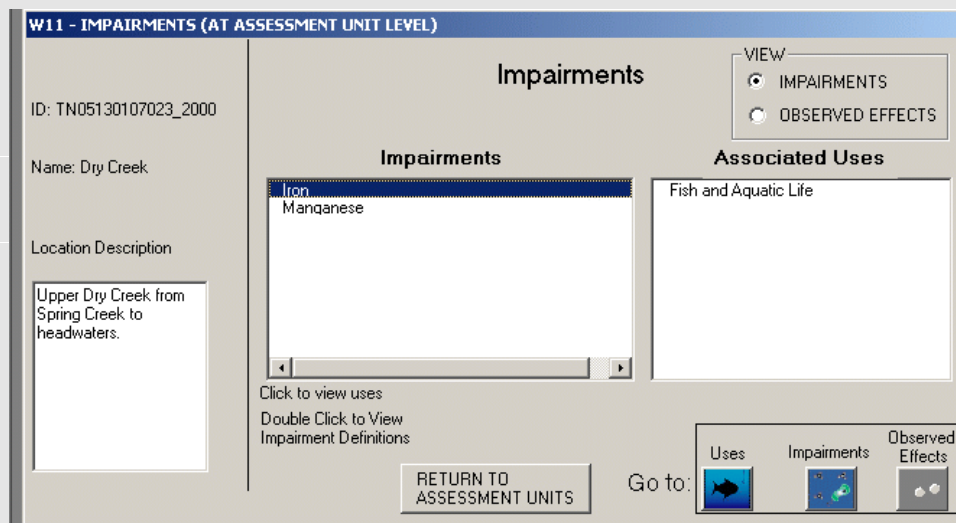 W11 - IMPAIRMENTS (AT ASSESSMENT UNIT LEVEL)
ID: TN05130107023_2000
Name: Dry Creek
Location Description
Upper Dry Creek from
Spring Creek to
headwaters.
Impairments
VIEW
IMPAIRMENTS
OBSERVED EFFECTS
Impairments
Iron
Manganese
Associated Uses
Fish and Aquatic Life
Click to view uses
Double Click to View
Impairment Definitions
RETURN TO
ASSESSMENT UNITS
Go to:
Uses
Impairments
Observed
Effects